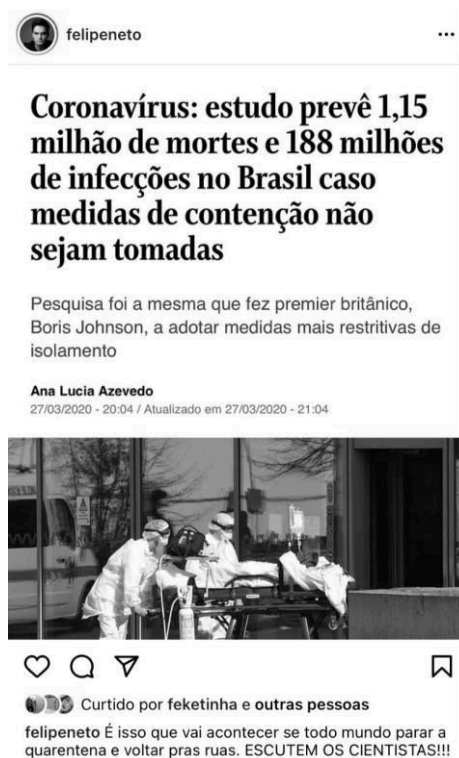 felipeneto
Coronavírus: estudo prevê 1,15
milhão de mortes e 188 milhões
de infecções no Brasil caso
medidas de contenção não
sejam tomadas
Pesquisa foi a mesma que fez premier britânico,
Boris Johnson, a adotar medidas mais restritivas de
isolamento
Ana Lucia Azevedo
27/03/2020 - 20:04 / Atualizado em 27/03/2020 - 21:04
Curtido por feketinha e outras pessoas
felipeneto É isso que vai acontecer se todo mundo parar a
quarentena e voltar pras ruas. ESCUTEM OS CIENTISTAS!!!